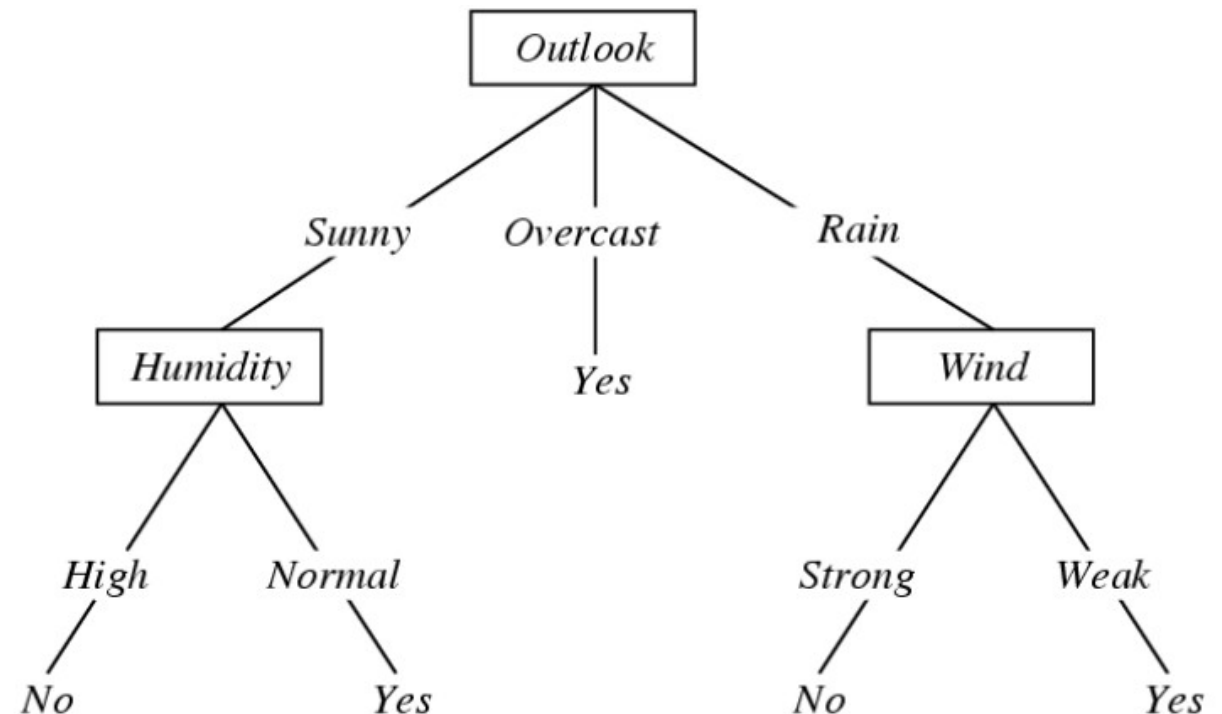 Outlook
Sunny Overcast Rain
Humidity Yes Wind
High Normal Strong Weak
No Yes No Yes